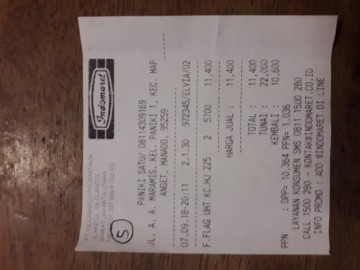 Indomaret
PANIKI SATU/ 08114309169
JL. A. A. MARAMIS, KEL. PANIKI 1, KEC. MAP
ANGET, MANADO, 95259
07.09.18-20:11 2.1.30 972345/ELVIA/02
F.FLAG UHT KC.HJ 225 2 5700 11,400
HARGA JUAL : 11,400
TOTAL : 11,400
TUNAI : 22,000
KEMBALI : 10,600
PPN : DPP= 10,364 PPN= 1,036
LAYANAN KONSUMEN SMS 0811 1500 280
CALL 1500 280 - KONTAK@INDOMARET.CO.ID
INFO PROMO : ADD @INDOMARET DI LINE
5